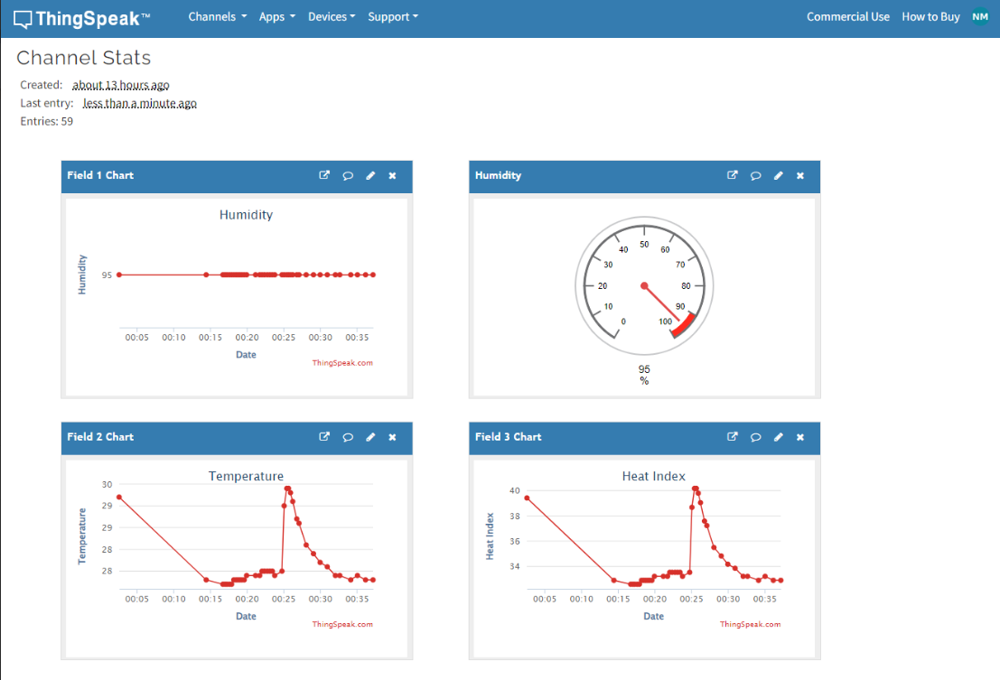 ThingSpeak™ Channels Apps Devices Support Commercial Use How to Buy NM
Channel Stats
Created: about 13 hours ago
Last entry: less than a minute ago
Entries: 59
Field 1 Chart
Humidity
Humidity
95
00:05 00:10 00:15 00:20 00:25 00:30 00:35
Date
ThingSpeak.com
Humidity
0
10
20
30
40
50
60
70
80
90
100
95
%
Field 2 Chart
Temperature
Temperature
30
29
29
28
28
00:05 00:10 00:15 00:20 00:25 00:30 00:35
Date
ThingSpeak.com
Field 3 Chart
Heat Index
Heat Index
40
38
36
34
00:05 00:10 00:15 00:20 00:25 00:30 00:35
Date
ThingSpeak.com